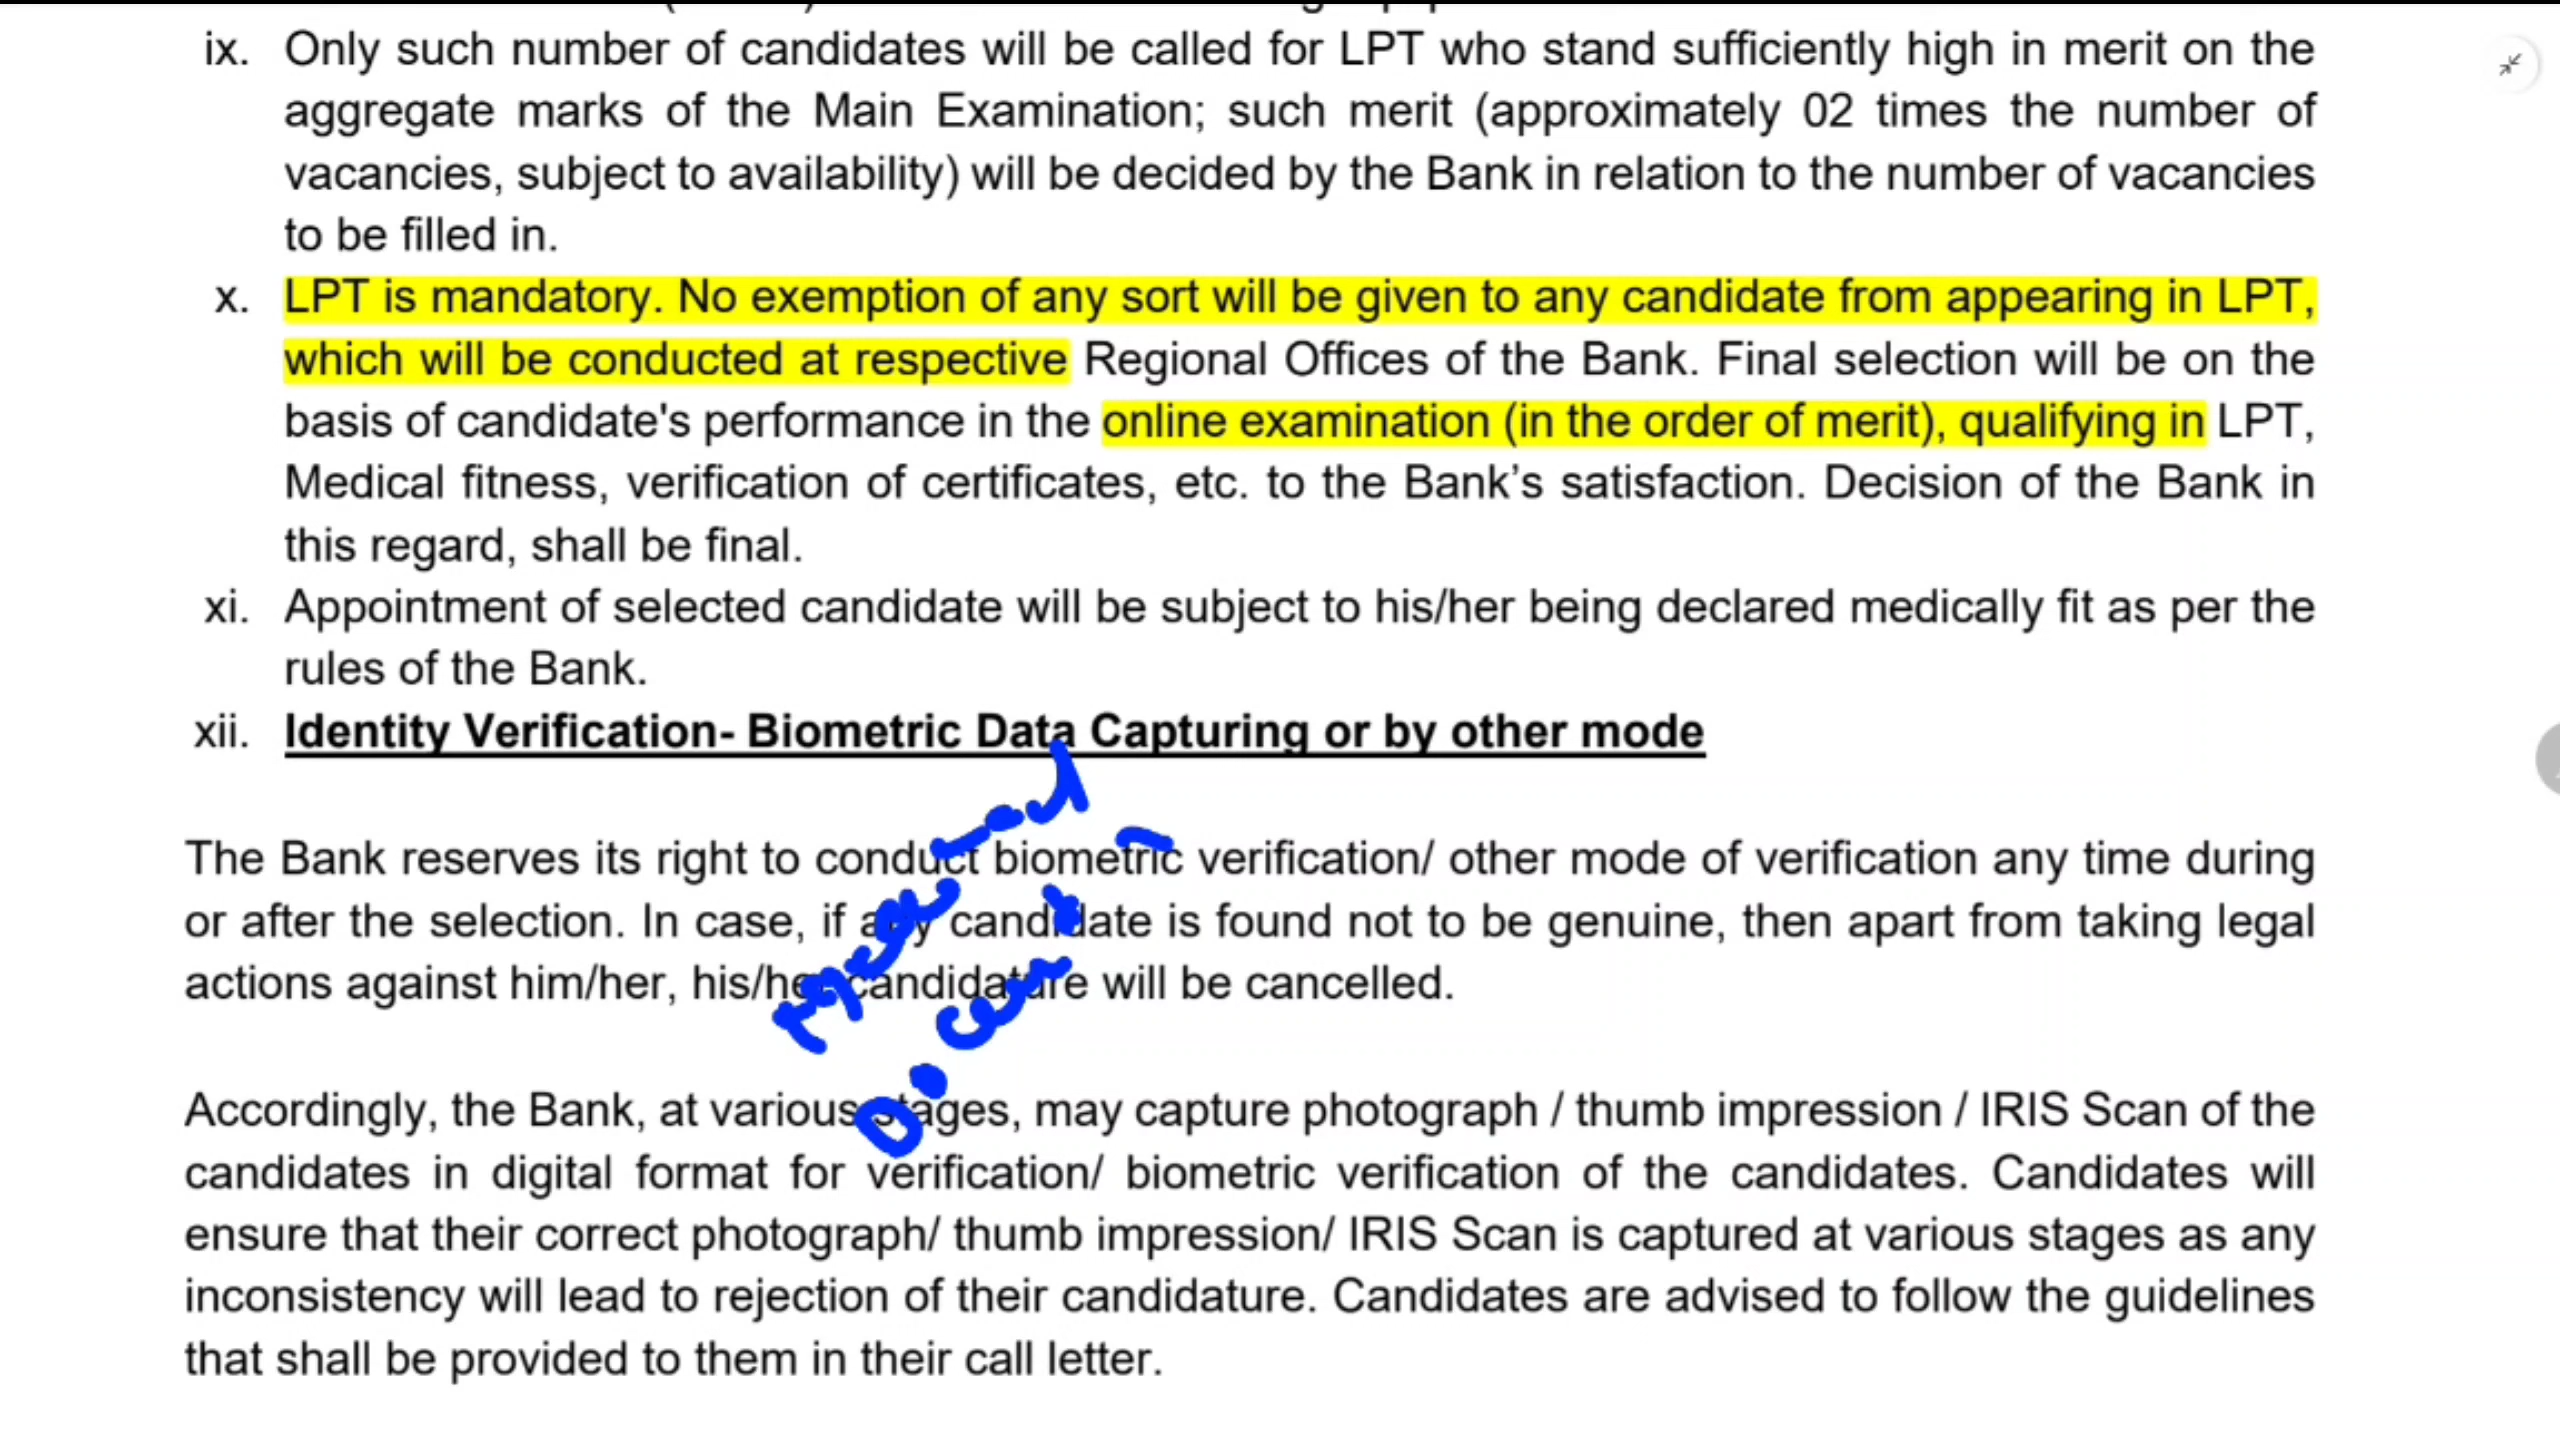 ix. Only such number of candidates will be called for LPT who stand sufficiently high in merit on the
aggregate marks of the Main Examination; such merit (approximately 02 times the number of
vacancies, subject to availability) will be decided by the Bank in relation to the number of vacancies
to be filled in.
x. LPT is mandatory. No exemption of any sort will be given to any candidate from appearing in LPT,
which will be conducted at respective Regional Offices of the Bank. Final selection will be on the
basis of candidate's performance in the online examination (in the order of merit), qualifying in LPT,
Medical fitness, verification of certificates, etc. to the Bank’s satisfaction. Decision of the Bank in
this regard, shall be final.
xi. Appointment of selected candidate will be subject to his/her being declared medically fit as per the
rules of the Bank.
xii. Identity Verification- Biometric Data Capturing or by other mode
The Bank reserves its right to conduct biometric verification/ other mode of verification any time during
or after the selection. In case, if any candidate is found not to be genuine, then apart from taking legal
actions against him/her, his/her candidature will be cancelled.
Accordingly, the Bank, at various stages, may capture photograph / thumb impression / IRIS Scan of the
candidates in digital format for verification/ biometric verification of the candidates. Candidates will
ensure that their correct photograph/ thumb impression/ IRIS Scan is captured at various stages as any
inconsistency will lead to rejection of their candidature. Candidates are advised to follow the guidelines
that shall be provided to them in their call letter.